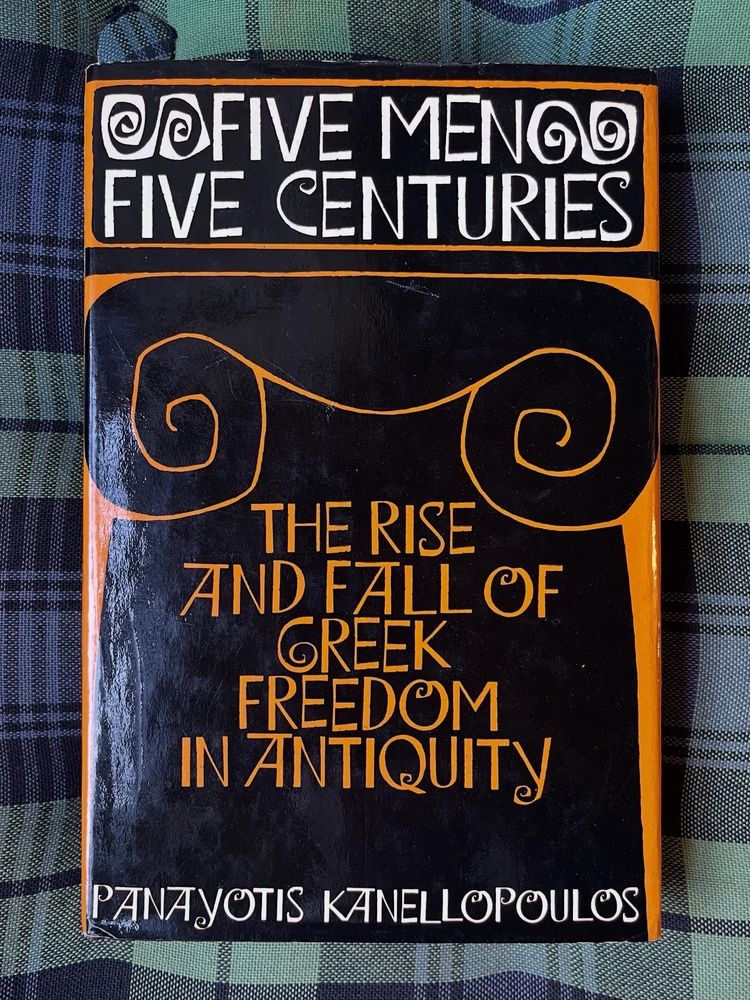 FIVE MEN
FIVE CENTURIES
THE RISE
AND FALL OF
GREEK
FREEDOM
IN ANTIQUITY
PANAYOTIS KANELLOPOULOS